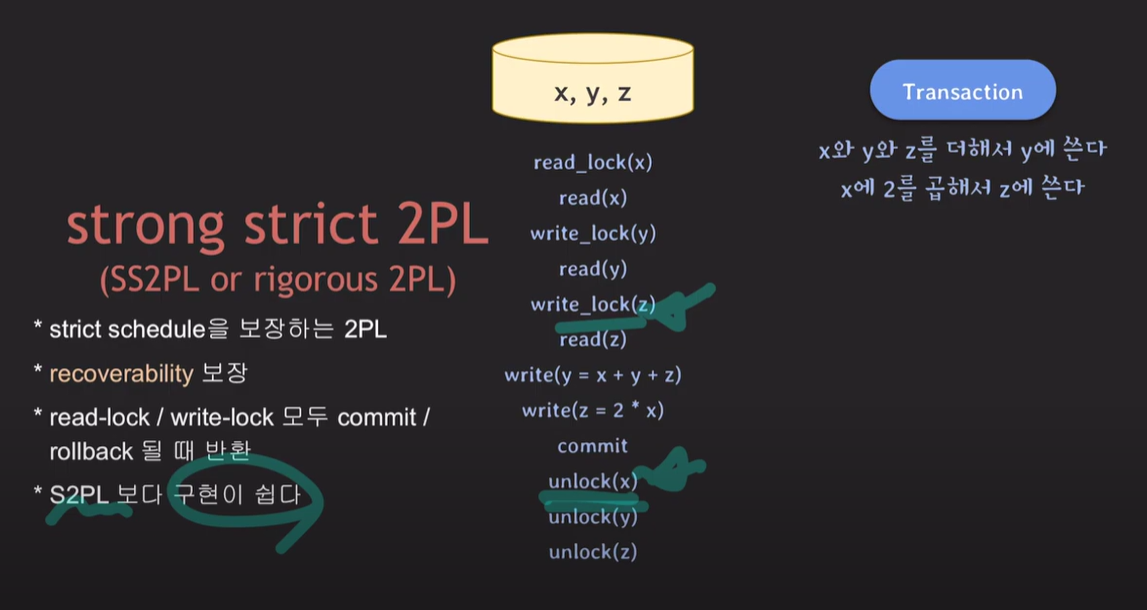 x, y, z
Transaction
x와 y와 z를 더해서 y에 쓴다
x에 2를 곱해서 z에 쓴다
strong strict 2PL
(SS2PL or rigorous 2PL)
* strict schedule을 보장하는 2PL
* recoverability 보장
* read-lock / write-lock 모두 commit /
rollback 될 때 반환
* S2PL 보다 구현이 쉽다
read_lock(x)
read(x)
write_lock(y)
read(y)
write_lock(z)
read(z)
write(y = x + y + z)
write(z = 2 * x)
commit
unlock(x)
unlock(y)
unlock(z)